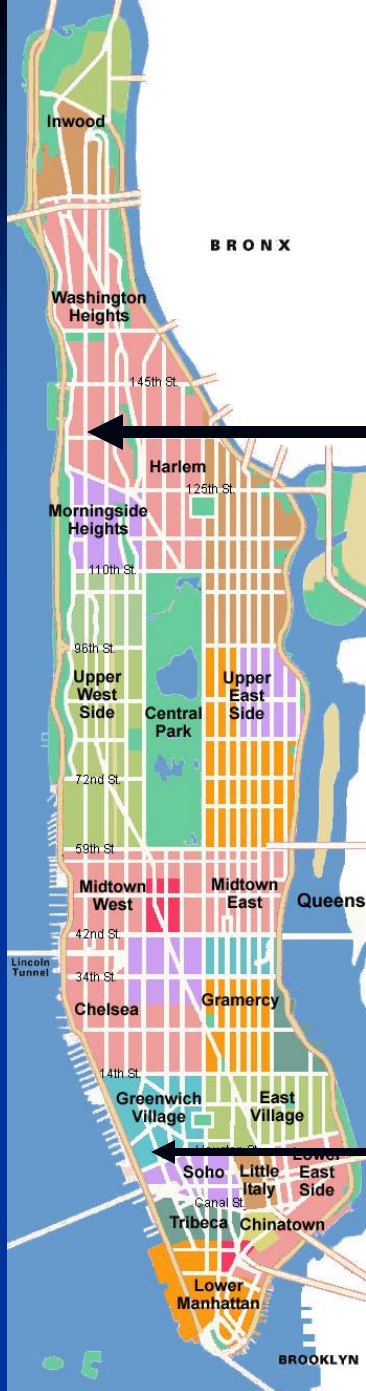 Inwood
BRONX
Washington
Heights
145th St.
Harlem
125th St.
Morningside
Heights
110th St.
96th St.
Upper
West
Side
Central
Park
Upper
East
Side
72nd St.
59th St.
Midtown
West
Midtown
East
Queens
42nd St.
Lincoln
Tunnel
34th St.
Chelsea
Gramercy
14th St.
Greenwich
Village
East
Village
Lower
East
Side
Soho
Little
Italy
Canal St.
Tribeca
Chinatown
Lower
Manhattan
BROOKLYN